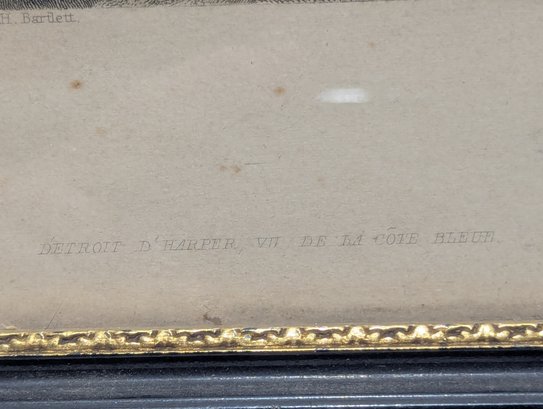 H. Bartlett.
DÉTROIT D'HARPER, VU DE LA CÔTE BLEUE.